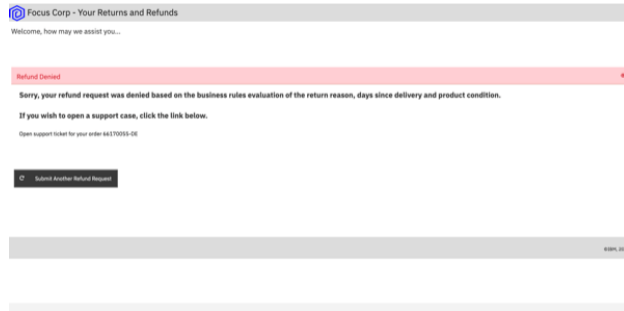 Focus Corp - Your Returns and Refunds
Welcome, how may we assist you...
Refund Denied
Sorry, your refund request was denied based on the business rules evaluation of the return reason, days since delivery and product condition.
If you wish to open a support case, click the link below.
Open support ticket for your order 66170055-DE
Submit Another Refund Request